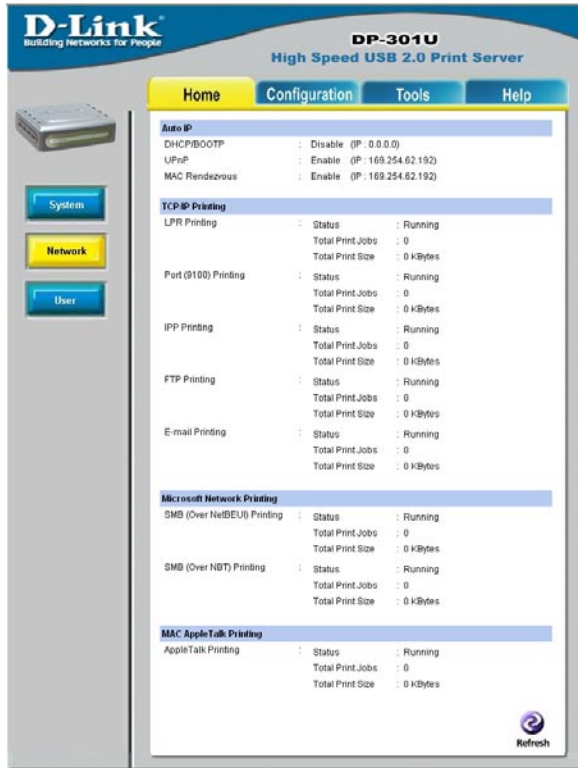 D-Link
Building Networks for People
DP-301U
High Speed USB 2.0 Print Server
Home
Configuration
Tools
Help
System
Network
User
Auto IP
DHCP/BOOTP : Disable (IP : 0.0.0.0)
UPnP : Enable (IP : 169.254.62.192)
MAC Rendezvous : Enable (IP : 169.254.62.192)
TCP/IP Printing
LPR Printing : Status : Running
Total Print Jobs : 0
Total Print Size : 0 KBytes
Port (9100) Printing : Status : Running
Total Print Jobs : 0
Total Print Size : 0 KBytes
IPP Printing : Status : Running
Total Print Jobs : 0
Total Print Size : 0 KBytes
FTP Printing : Status : Running
Total Print Jobs : 0
Total Print Size : 0 KBytes
E-mail Printing : Status : Running
Total Print Jobs : 0
Total Print Size : 0 KBytes
Microsoft Network Printing
SMB (Over NetBEUI) Printing : Status : Running
Total Print Jobs : 0
Total Print Size : 0 KBytes
SMB (Over NBT) Printing : Status : Running
Total Print Jobs : 0
Total Print Size : 0 KBytes
MAC AppleTalk Printing
AppleTalk Printing : Status : Running
Total Print Jobs : 0
Total Print Size : 0 KBytes
Refresh